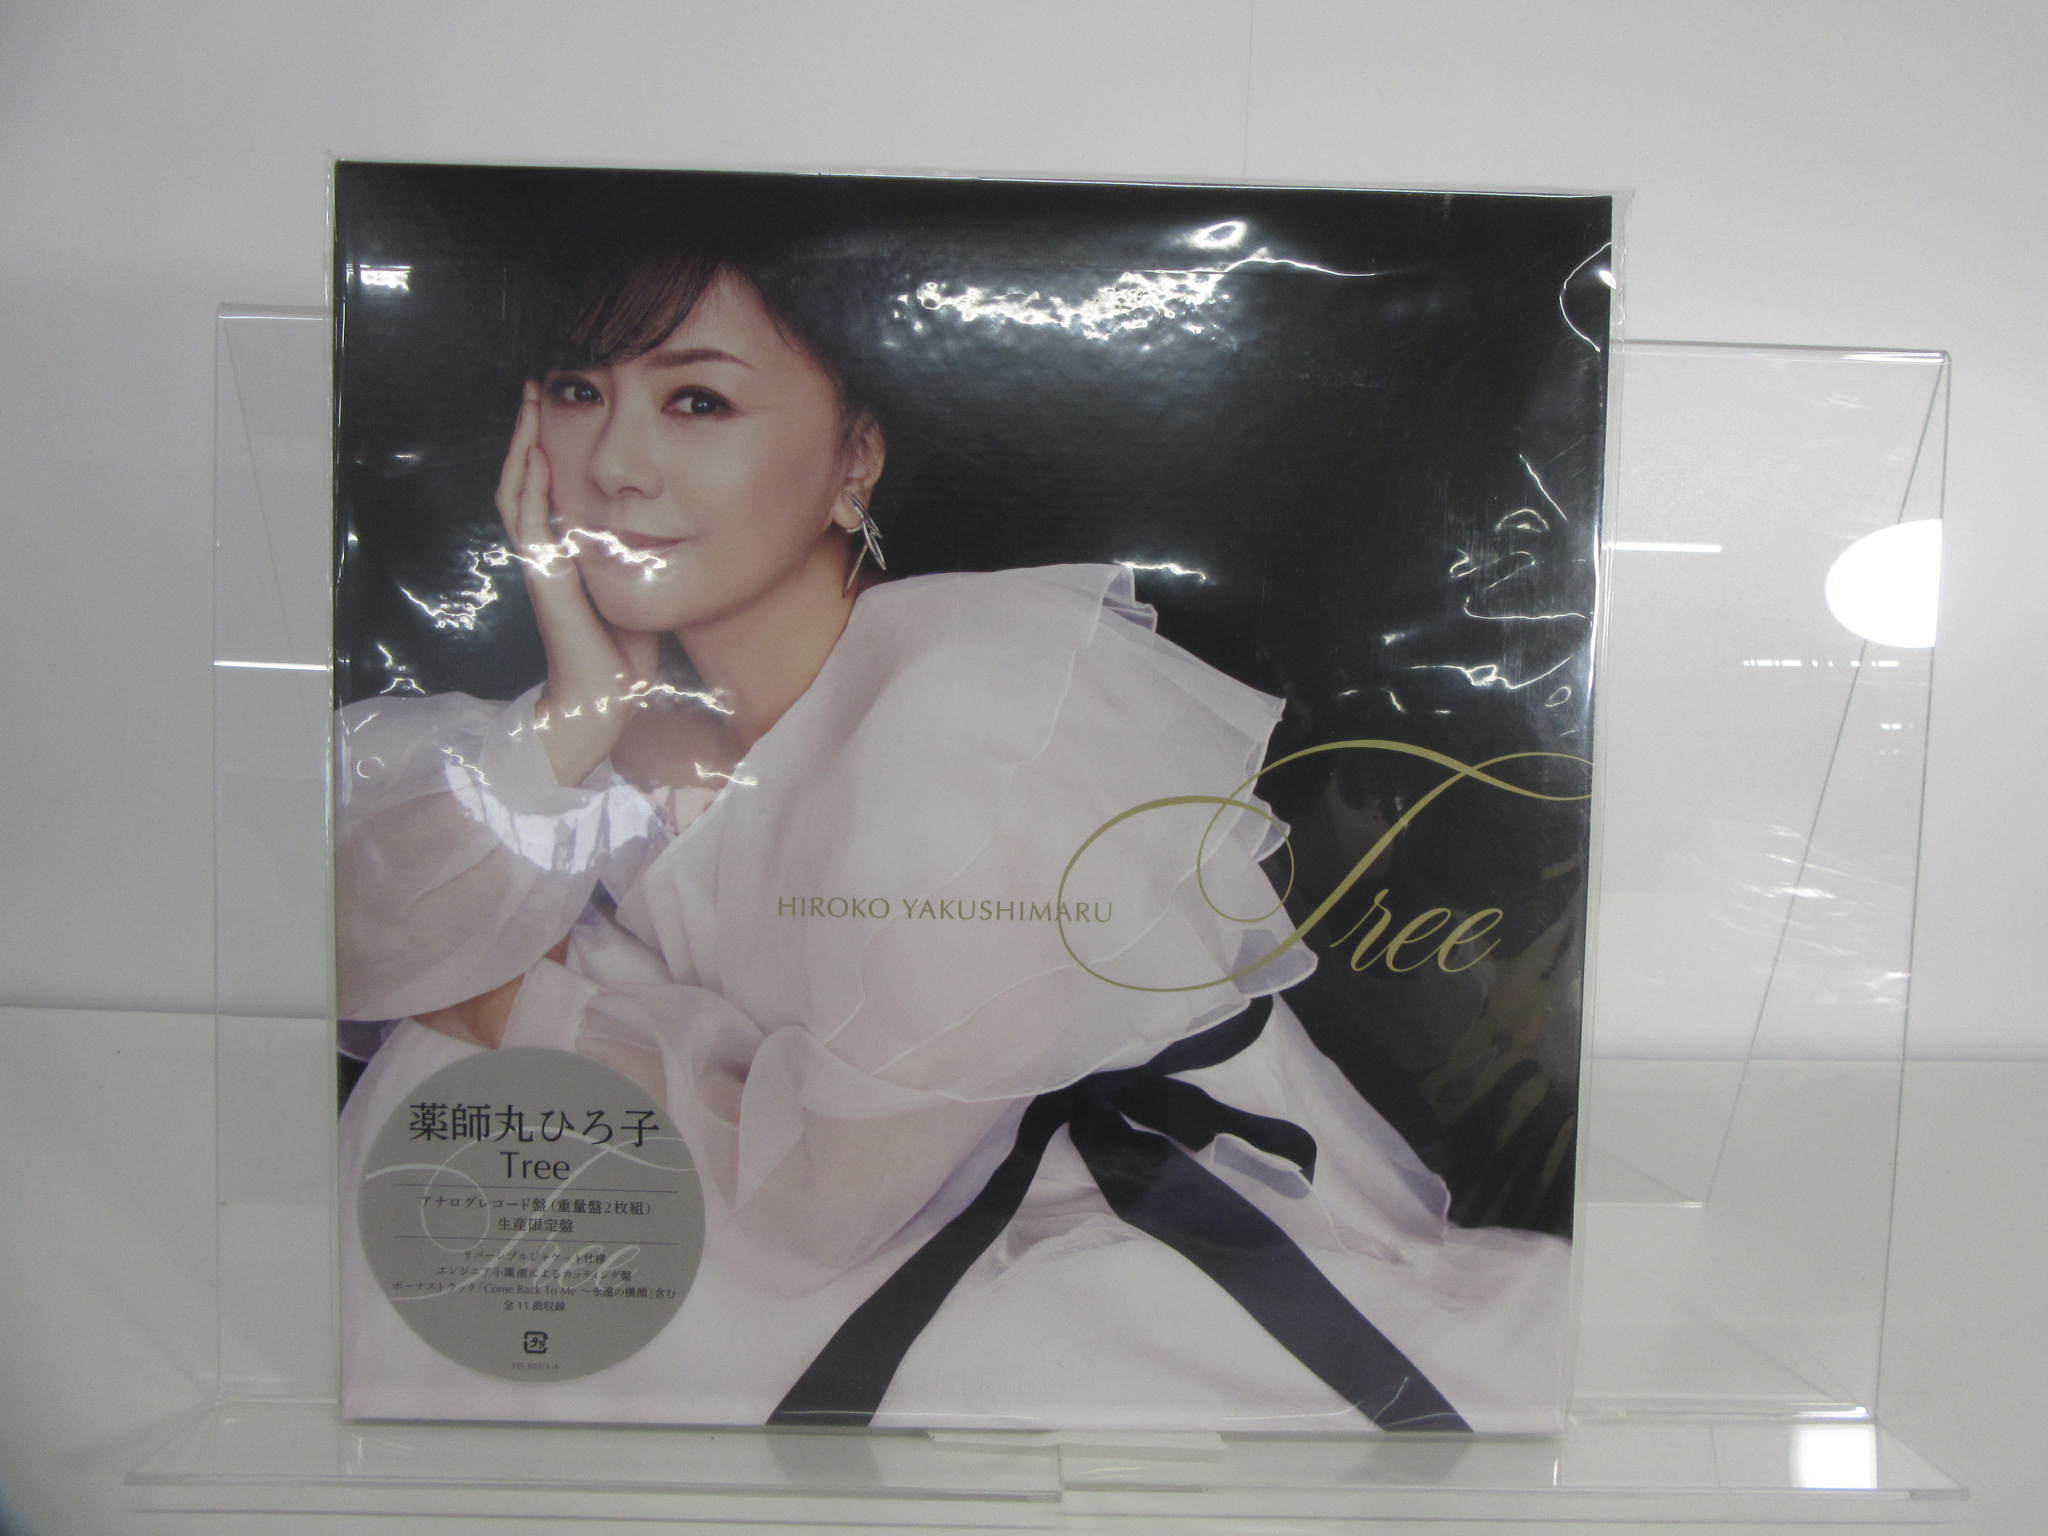 HIROKO YAKUSHIMARU
Tree
薬師丸ひろ子
Tree
アナログレコード盤(重量盤2枚組)
生産限定盤
リバーシブルジャケット仕様
エンジニア小鐵徹によるカッティング盤
ボーナストラック「Come Back To Me ～永遠の横顔」含む
全11曲収録
プラ
Tree